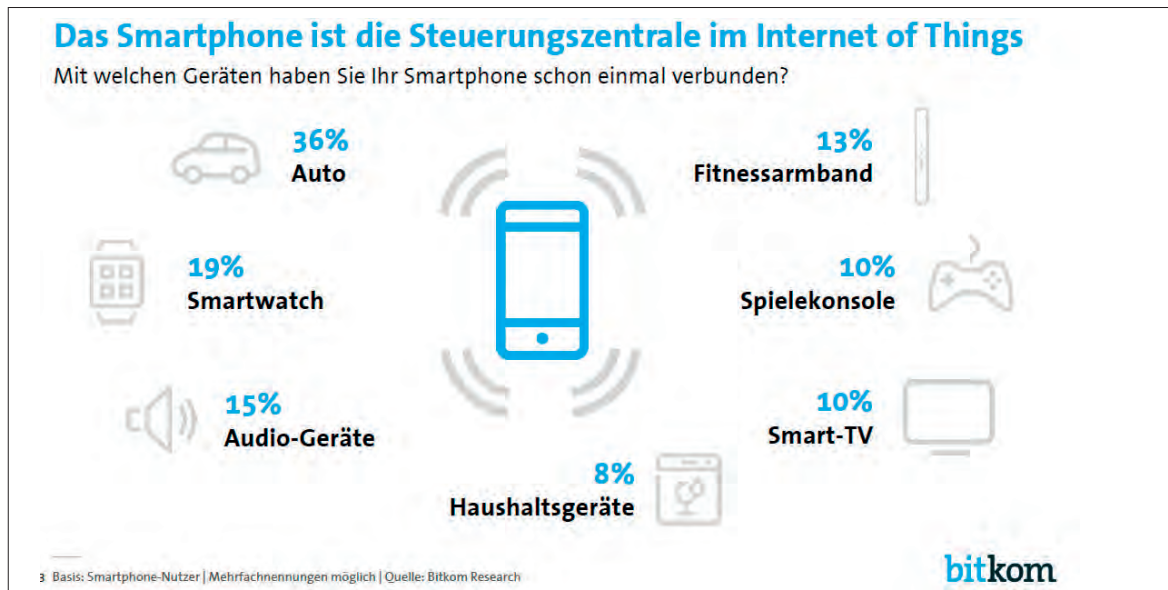 Das Smartphone ist die Steuerungszentrale im Internet of Things
Mit welchen Geräten haben Sie Ihr Smartphone schon einmal verbunden?
36%
Auto
13%
Fitnessarmband
19%
Smartwatch
10%
Spielekonsole
15%
Audio-Geräte
10%
Smart-TV
8%
Haushaltsgeräte
3 Basis: Smartphone-Nutzer | Mehrfachnennungen möglich | Quelle: Bitkom Research
bitkom